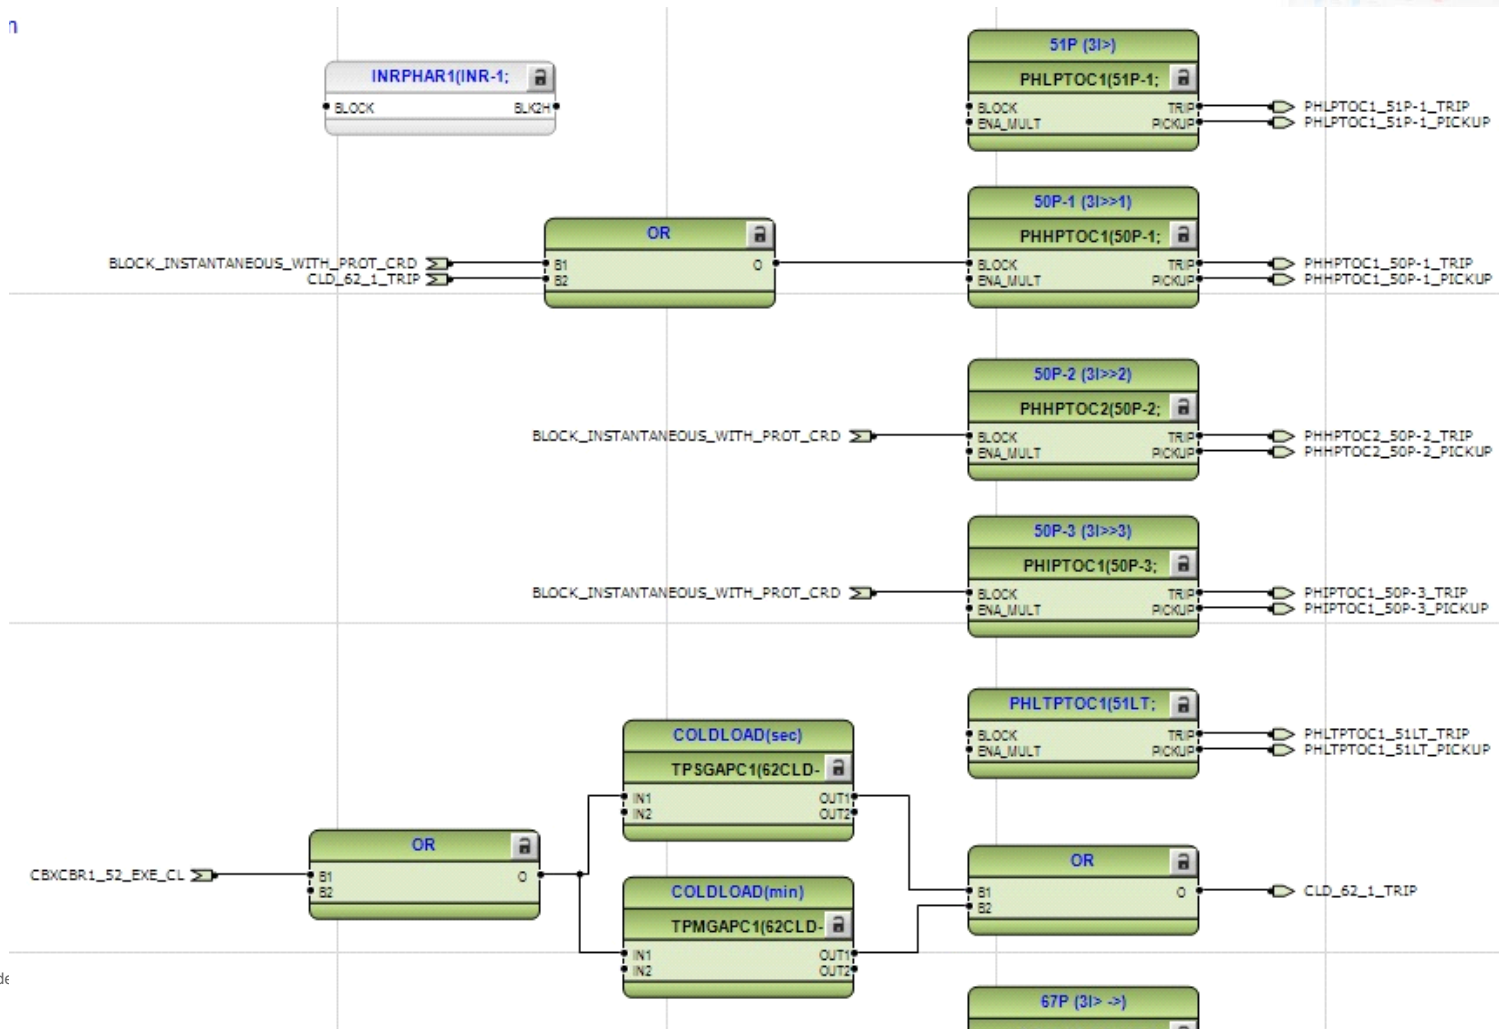 n
51P (3I>)
INRPHAR1(INR-1;
PHLPTOC1(51P-1;
BLOCK BLK2H
BLOCK TRIP PHLPTOC1_51P-1_TRIP
ENA_MULT PICKUP PHLPTOC1_51P-1_PICKUP
50P-1 (3I>>1)
OR PHHPTOC1(50P-1;
BLOCK_INSTANTANEOUS_WITH_PROT_CRD B1 O BLOCK TRIP PHHPTOC1_50P-1_TRIP
CLD_62_1_TRIP B2 ENA_MULT PICKUP PHHPTOC1_50P-1_PICKUP
50P-2 (3I>>2)
PHHPTOC2(50P-2;
BLOCK_INSTANTANEOUS_WITH_PROT_CRD BLOCK TRIP PHHPTOC2_50P-2_TRIP
ENA_MULT PICKUP PHHPTOC2_50P-2_PICKUP
50P-3 (3I>>3)
PHIPTOC1(50P-3;
BLOCK_INSTANTANEOUS_WITH_PROT_CRD BLOCK TRIP PHIPTOC1_50P-3_TRIP
ENA_MULT PICKUP PHIPTOC1_50P-3_PICKUP
PHLTPTOC1(51LT;
COLDLOAD(sec) BLOCK TRIP PHLTPTOC1_51LT_TRIP
ENA_MULT PICKUP PHLTPTOC1_51LT_PICKUP
TPSGAPC1(62CLD-
IN1 OUT1
IN2 OUT2
OR OR
CBXCBR1_52_EXE_CL B1 O
B2
COLDLOAD(min) B1 O CLD_62_1_TRIP
B2
TPMGAPC1(62CLD-
IN1 OUT1
IN2 OUT2
de
67P (3I> ->)